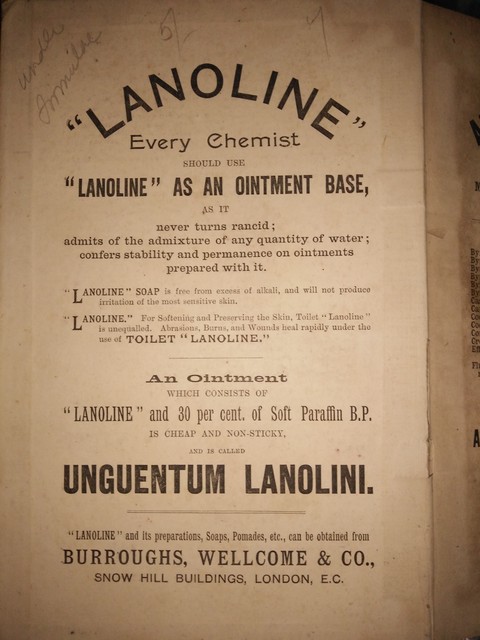 under
5/
7
"LANOLINE"
Every Chemist
SHOULD USE
"LANOLINE" AS AN OINTMENT BASE,
AS IT
never turns rancid;
admits of the admixture of any quantity of water;
confers stability and permanence on ointments
prepared with it.
"LANOLINE" SOAP is free from excess of alkali, and will not produce
irritation of the most sensitive skin.
"LANOLINE." For Softening and Preserving the Skin, Toilet "Lanoline"
is unequalled. Abrasions, Burns, and Wounds heal rapidly under the
use of TOILET "LANOLINE."
An Ointment
WHICH CONSISTS OF
"LANOLINE" and 30 per cent. of Soft Paraffin B.P.
IS CHEAP AND NON-STICKY,
AND IS CALLED
UNGUENTUM LANOLINI.
"LANOLINE" and its preparations, Soaps, Pomades, etc., can be obtained from
BURROUGHS, WELLCOME & CO.,
SNOW HILL BUILDINGS, LONDON, E.C.